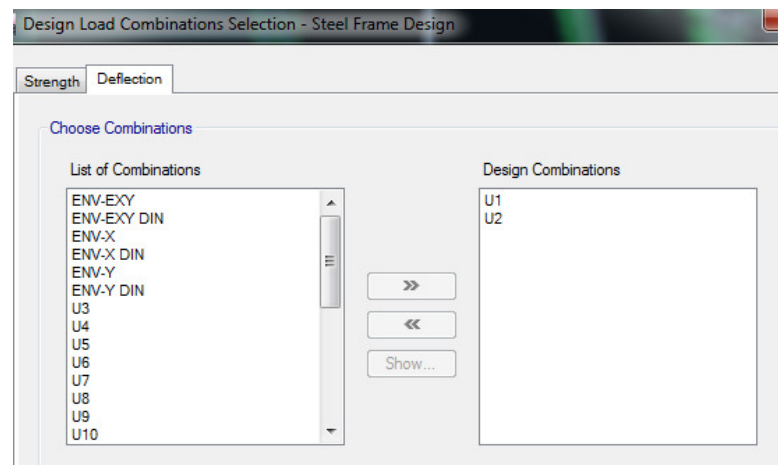 Design Load Combinations Selection - Steel Frame Design
Strength Deflection
Choose Combinations
List of Combinations
ENV-EXY
ENV-EXY DIN
ENV-X
ENV-X DIN
ENV-Y
ENV-Y DIN
U3
U4
U5
U6
U7
U8
U9
U10
>>
<<
Show...
Design Combinations
U1
U2